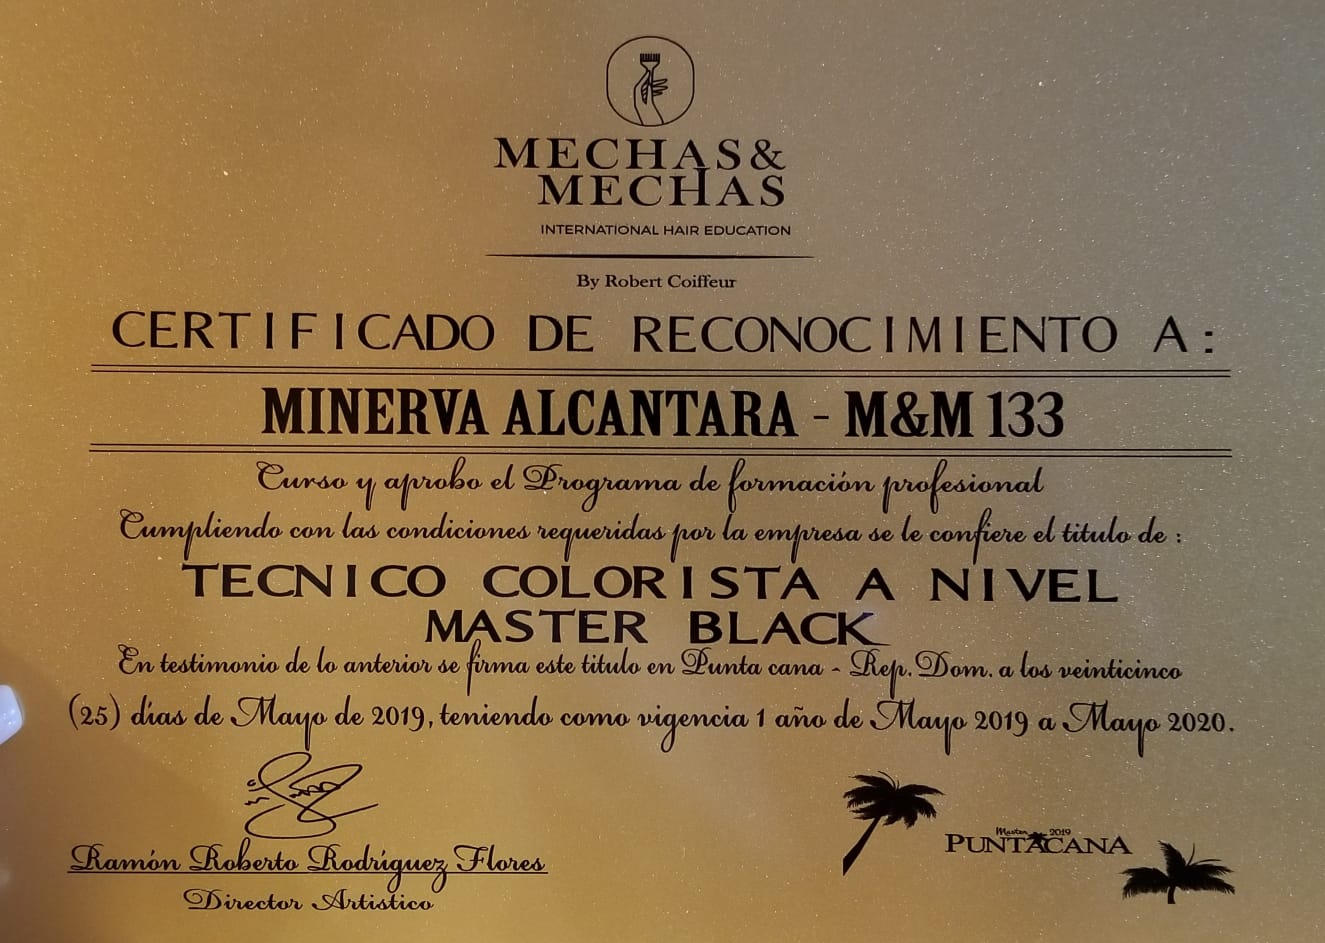 MECHAS&
MECHAS
INTERNATIONAL HAIR EDUCATION
By Robert Coiffeur
CERTIFICADO DE RECONOCIMIENTO A:
MINERVA ALCANTARA - M&M 133
Curso y aprobo el Programa de formación profesional
Cumpliendo con las condiciones requeridas por la empresa se le confiere el titulo de :
TECNICO COLORISTA A NIVEL
MASTER BLACK
En testimonio de lo anterior se firma este titulo en Punta cana - Rep. Dom. a los veinticinco
(25) días de Mayo de 2019, teniendo como vigencia 1 año de Mayo 2019 a Mayo 2020.
Ramón Roberto Rodríguez Flores
Director Artistico
Master 2019
PUNTACANA